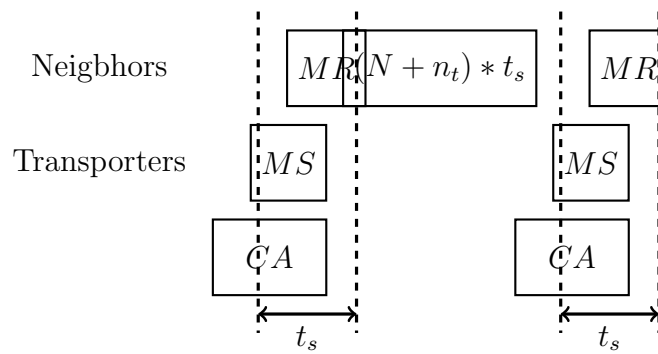 Neigbhors MR (N + n_t) * t_s MR
Transporters MS MS
CA CA
t_s t_s